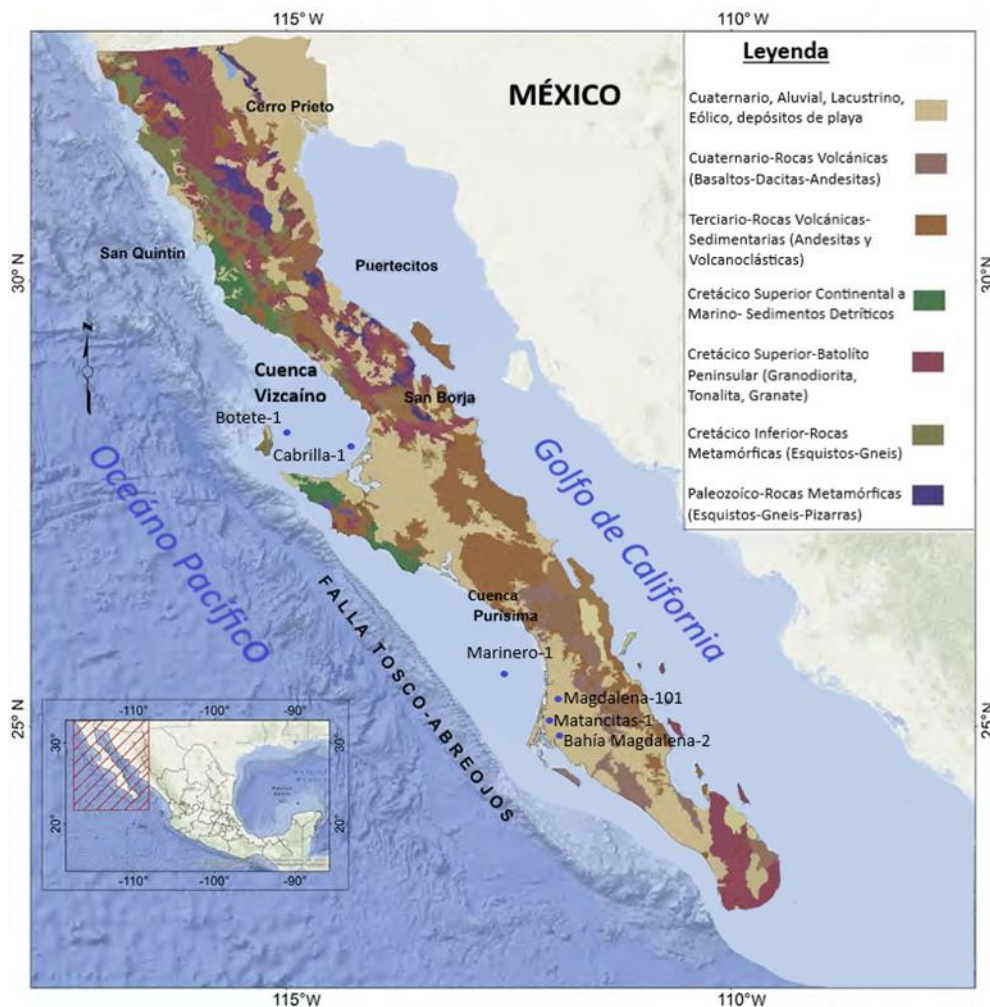 115° W
110° W
Leyenda
Cuaternario, Aluvial, Lacustrino,
Eólico, depósitos de playa
Cuaternario-Rocas Volcánicas
(Basaltos-Dacitas-Andesitas)
Terciario-Rocas Volcánicas-
Sedimentarias (Andesitas y
Volcanoclásticas)
Cretácico Superior Continental a
Marino- Sedimentos Detríticos
Cretácico Superior-Batolíto
Peninsular (Granodiorita,
Tonalita, Granate)
Cretácico Inferior-Rocas
Metamórficas (Esquistos-Gneis)
Paleozoíco-Rocas Metamórficas
(Esquistos-Gneis-Pizarras)
MÉXICO
Cerro Prieto
San Quintín
Puertecitos
30° N
30° N
N
Cuenca
Vizcaíno
San Borja
Botete-1
Cabrilla-1
Océano Pacífico
Golfo de California
FALLA TOSCO-ABREOJOS
Cuenca
Purísima
Marinero-1
Magdalena-101
Matancitas-1
Bahía Magdalena-2
25° N
25° N
-110°
-100°
-90°
30°
30°
20°
20°
-110°
-100°
-90°
115° W
110° W